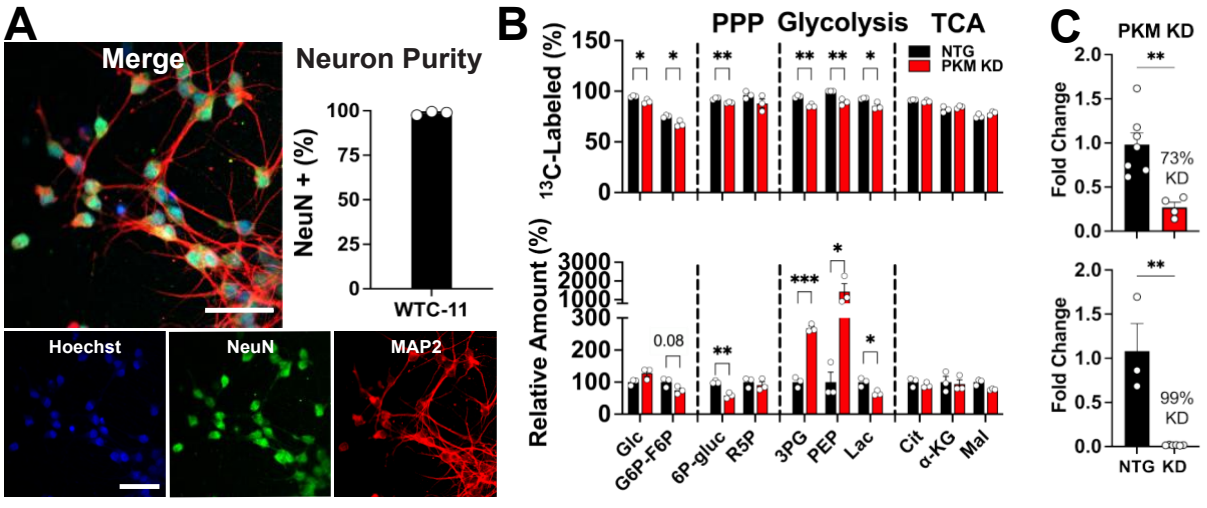 A
Merge
Neuron Purity
NeuN + (%)
100
75
50
25
0
WTC-11
Hoechst
NeuN
MAP2
B
PPP
Glycolysis
TCA
¹³C-Labeled (%)
150
100
50
0
* * ** ** ** *
NTG
PKM KD
Relative Amount (%)
3000
2000
1000
300
200
100
0
0.08
** *** * *
Glc
G6P-F6P
6P-gluc
R5P
3PG
PEP
Lac
Cit
α-KG
Mal
C
PKM KD
Fold Change
2.0
1.5
1.0
0.5
0.0
**
73%
KD
Fold Change
2.0
1.5
1.0
0.5
0.0
**
99%
KD
NTG KD